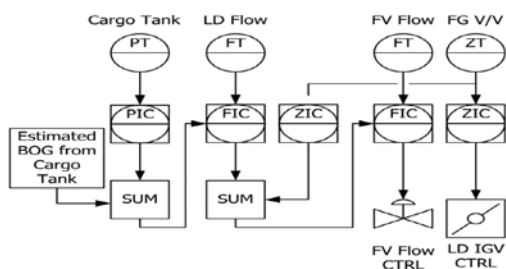 Cargo Tank
LD Flow
FV Flow
FG V/V
PT
FT
FT
ZT
PIC
FIC
ZIC
FIC
ZIC
Estimated
BOG from
Cargo
Tank
SUM
SUM
FV Flow
CTRL
LD IGV
CTRL